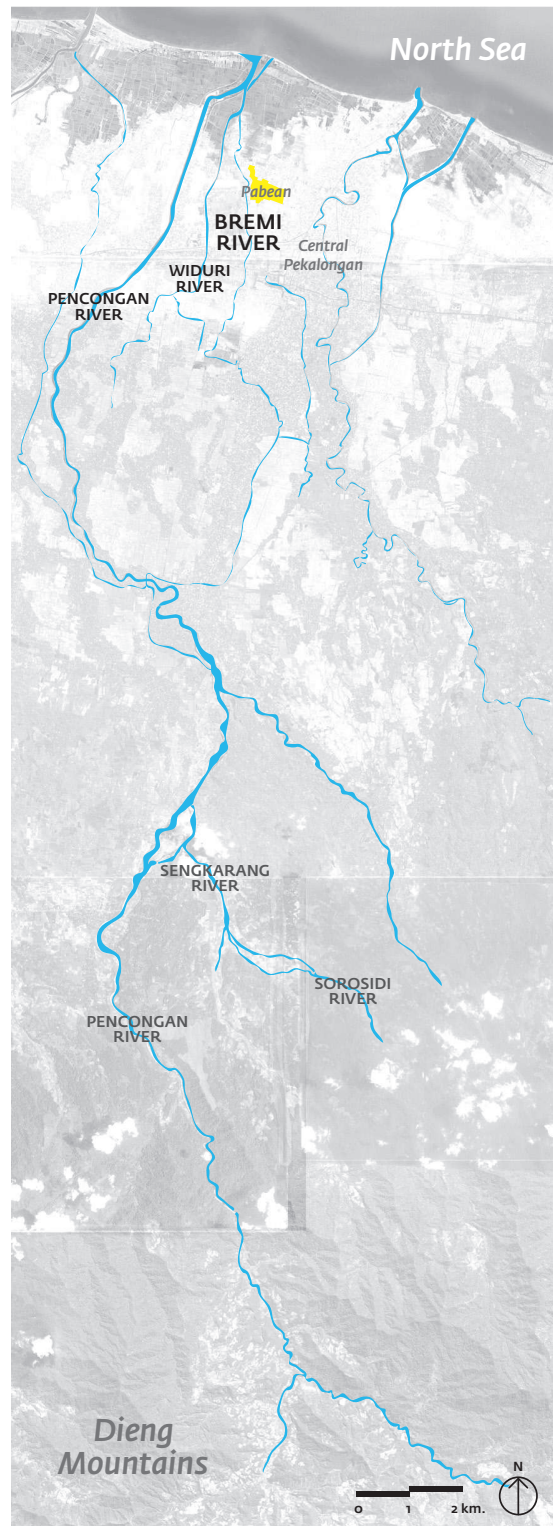 North Sea
Pabean
BREMI
RIVER
Central
Pekalongan
WIDURI
RIVER
PENCONGAN
RIVER
SENGKARANG
RIVER
SOROSIDI
RIVER
PENCONGAN
RIVER
Dieng
Mountains
N
0 1 2 km.